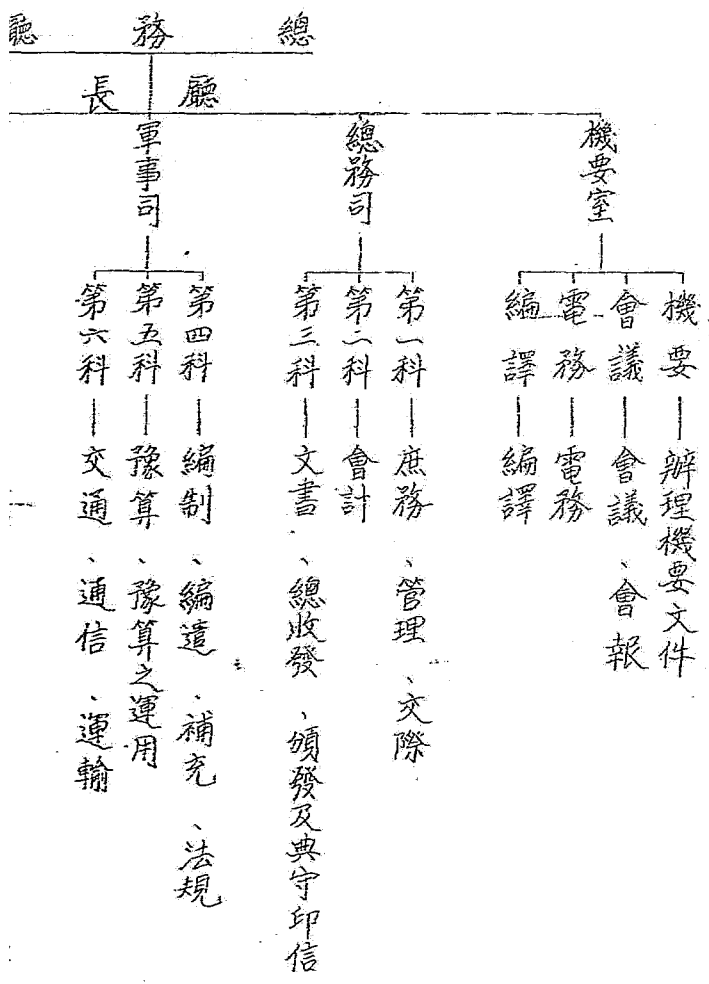 總務廳
廳長
機要室
機要——辦理機要文件
會議——會議、會報
電務——電務
編譯——編譯
總務司
第一科——庶務、管理、交際
第二科——會計
第三科——文書、總收發、頒發及典守印信
軍事司
第四科——編制、編遣、補充、法規
第五科——豫算、豫算之運用
第六科——交通、通信、運輸